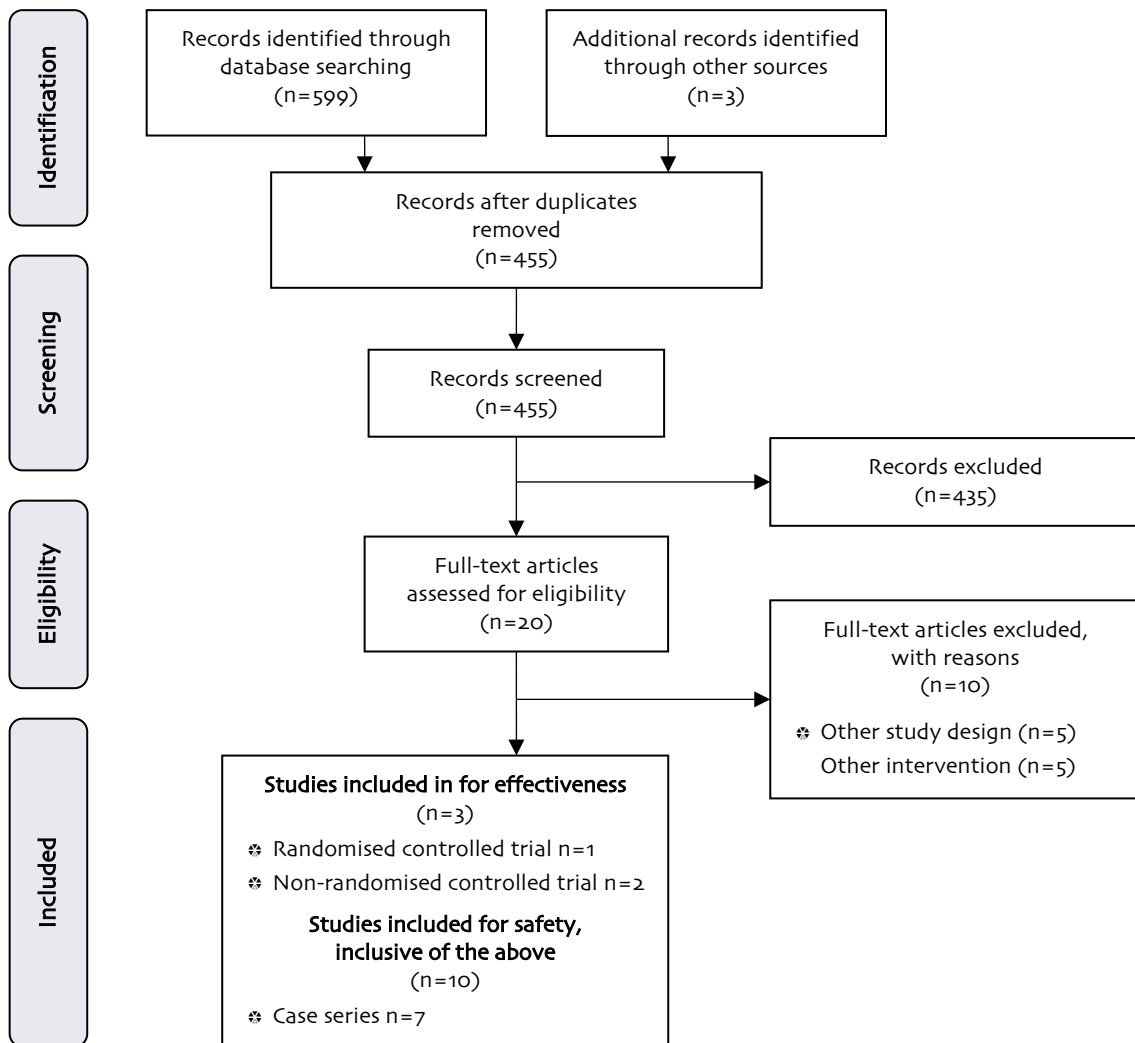 Identification
Records identified through
database searching
(n=599)
Additional records identified
through other sources
(n=3)
Records after duplicates
removed
(n=455)
Screening
Records screened
(n=455)
Records excluded
(n=435)
Eligibility
Full-text articles
assessed for eligibility
(n=20)
Full-text articles excluded,
with reasons
(n=10)
Other study design (n=5)
Other intervention (n=5)
Included
Studies included in for effectiveness
(n=3)
Randomised controlled trial n=1
Non-randomised controlled trial n=2
Studies included for safety,
inclusive of the above
(n=10)
Case series n=7